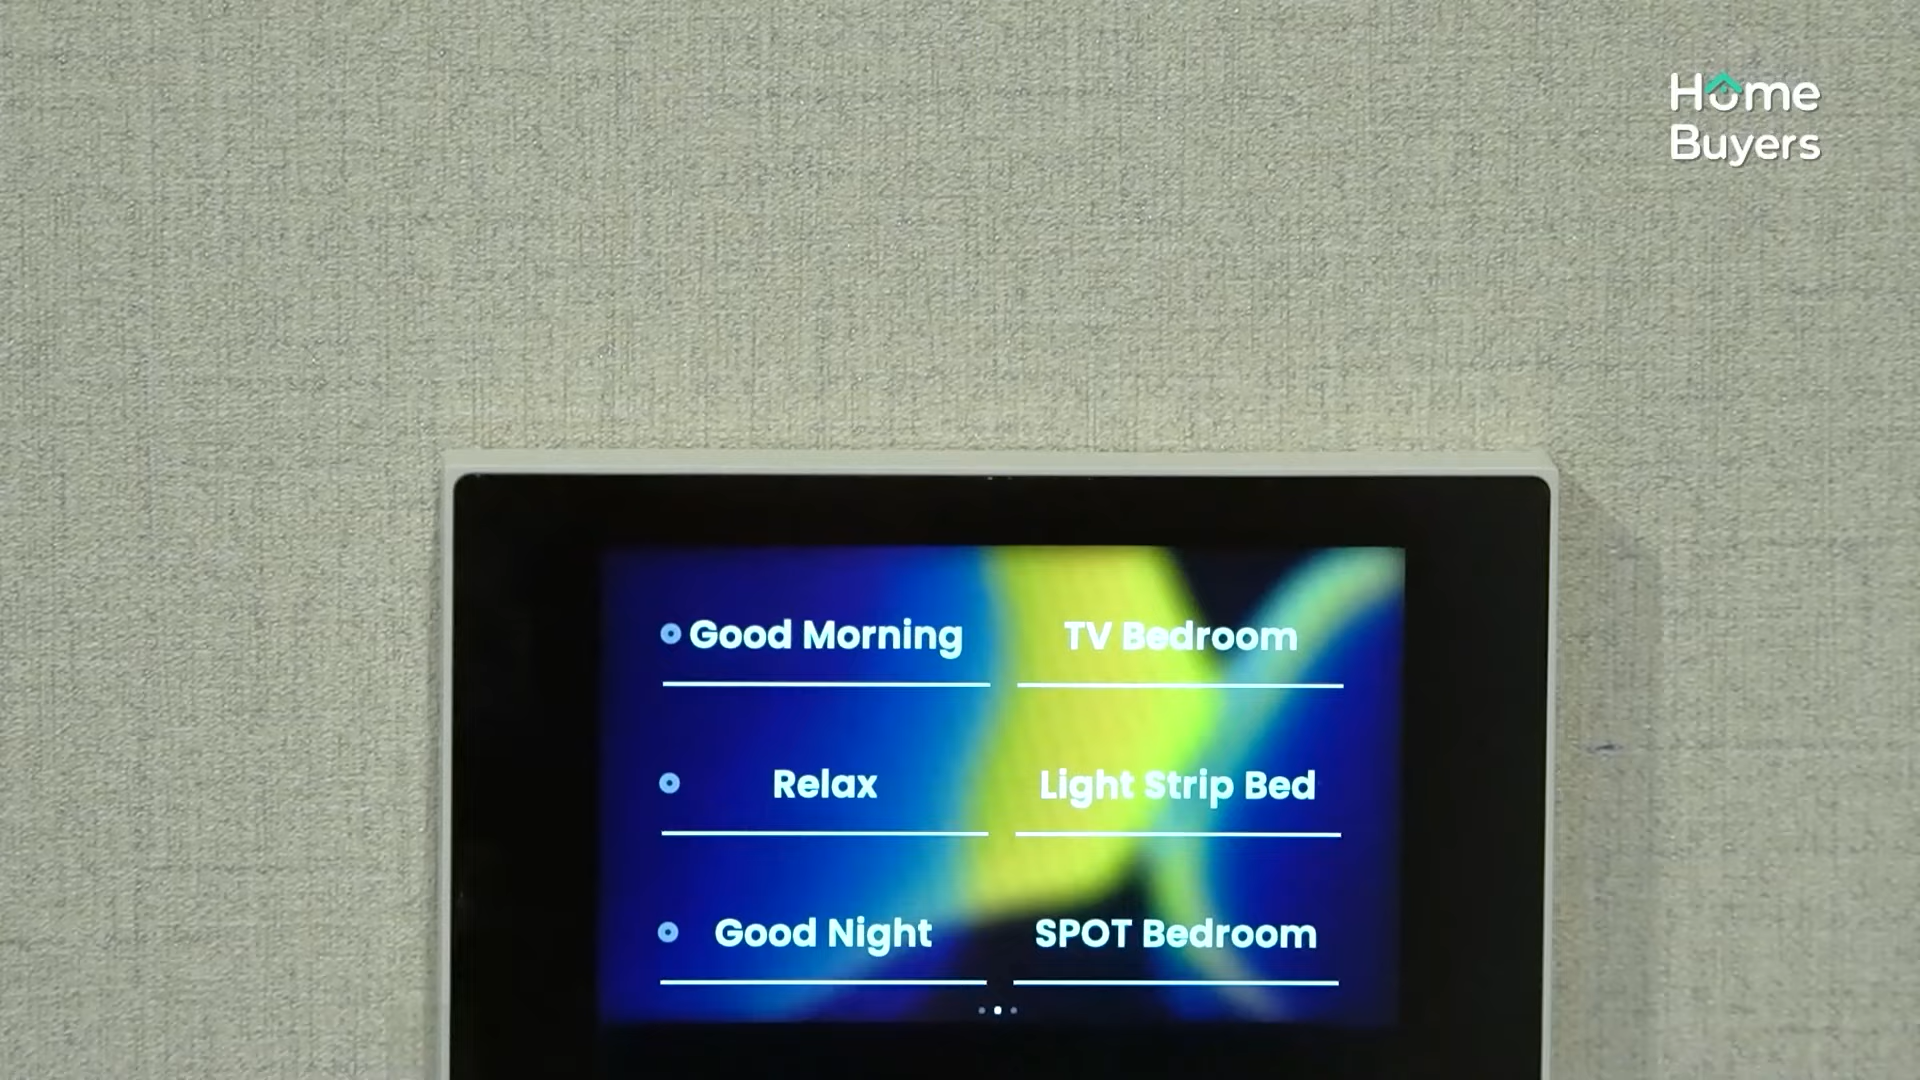 Home
Buyers
Good Morning
TV Bedroom
Relax
Light Strip Bed
Good Night
SPOT Bedroom